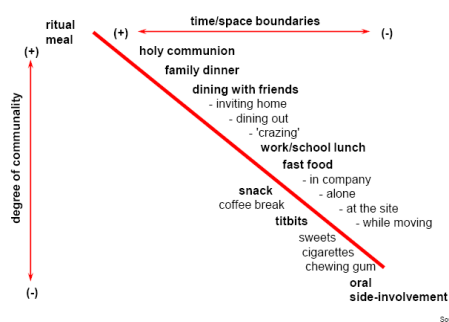 ritual
meal
time/space boundaries
(+)
(-)
(+)
holy communion
family dinner
dining with friends
- inviting home
- dining out
- 'crazing'
work/school lunch
fast food
- in company
- alone
- at the site
- while moving
snack
coffee break
titbits
sweets
cigarettes
chewing gum
oral
side-involvement
degree of communality
(-)
So